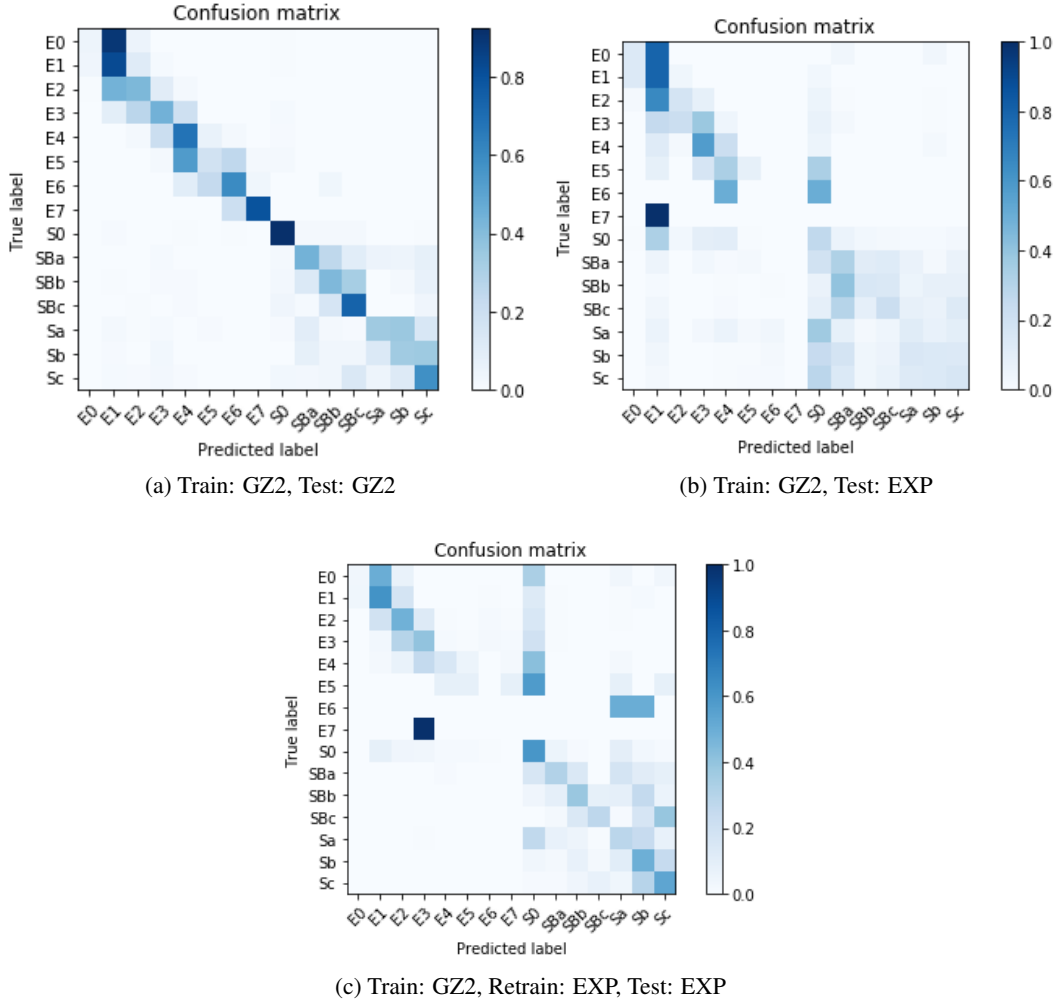 Confusion matrix
E0
E1
E2
E3
E4
E5
E6
E7
S0
SBa
SBb
SBc
Sa
Sb
Sc
True label
E0 E1 E2 E3 E4 E5 E6 E7 S0 SBa SBb SBc Sa Sb Sc
Predicted label
0.8
0.6
0.4
0.2
0.0
(a) Train: GZ2, Test: GZ2
Confusion matrix
E0
E1
E2
E3
E4
E5
E6
E7
S0
SBa
SBb
SBc
Sa
Sb
Sc
True label
E0 E1 E2 E3 E4 E5 E6 E7 S0 SBa SBb SBc Sa Sb Sc
Predicted label
1.0
0.8
0.6
0.4
0.2
0.0
(b) Train: GZ2, Test: EXP
Confusion matrix
E0
E1
E2
E3
E4
E5
E6
E7
S0
SBa
SBb
SBc
Sa
Sb
Sc
True label
E0 E1 E2 E3 E4 E5 E6 E7 S0 SBa SBb SBc Sa Sb Sc
Predicted label
1.0
0.8
0.6
0.4
0.2
0.0
(c) Train: GZ2, Retrain: EXP, Test: EXP